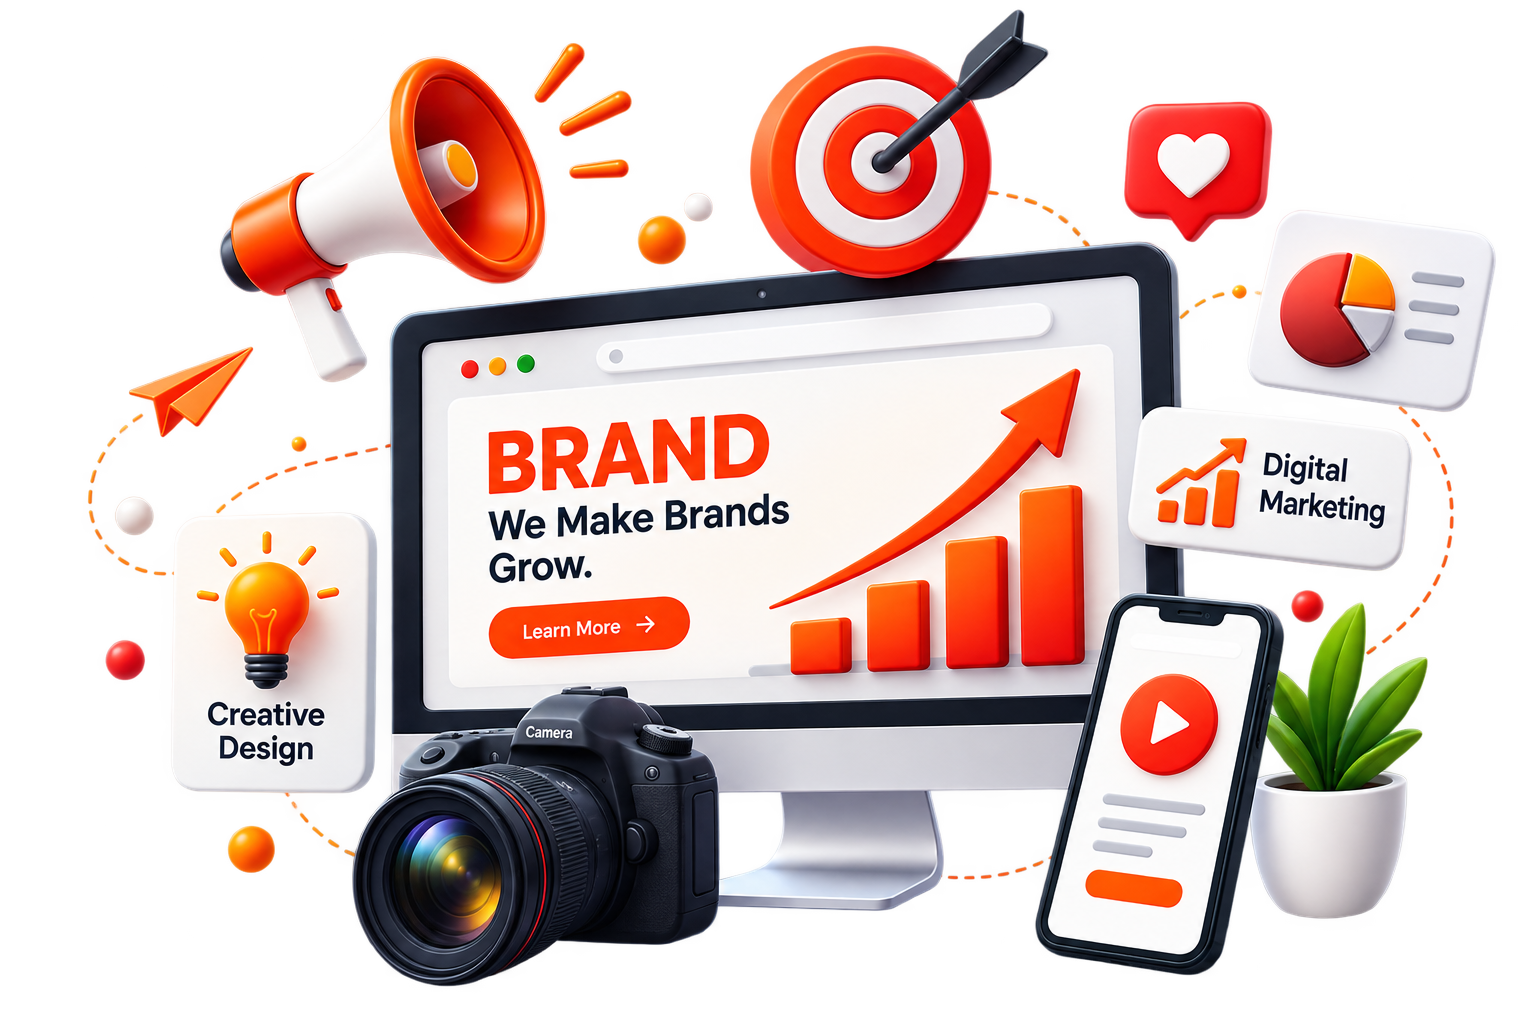 BRAND
We Make Brands
Grow.
Learn More
Digital
Marketing
Creative
Design
Camera